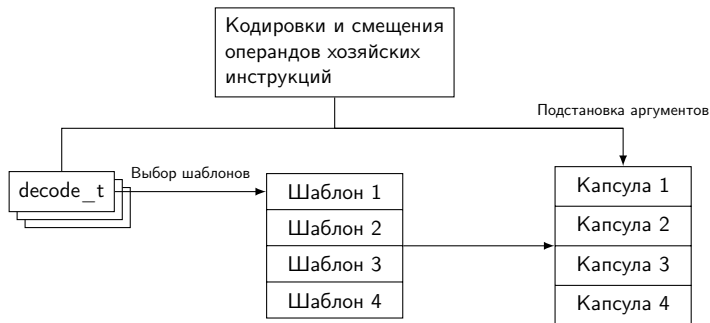 Кодировки и смещения
операндов хозяйских
инструкций
Подстановка аргументов
decode_t
Выбор шаблонов
Шаблон 1
Шаблон 2
Шаблон 3
Шаблон 4
Капсула 1
Капсула 2
Капсула 3
Капсула 4